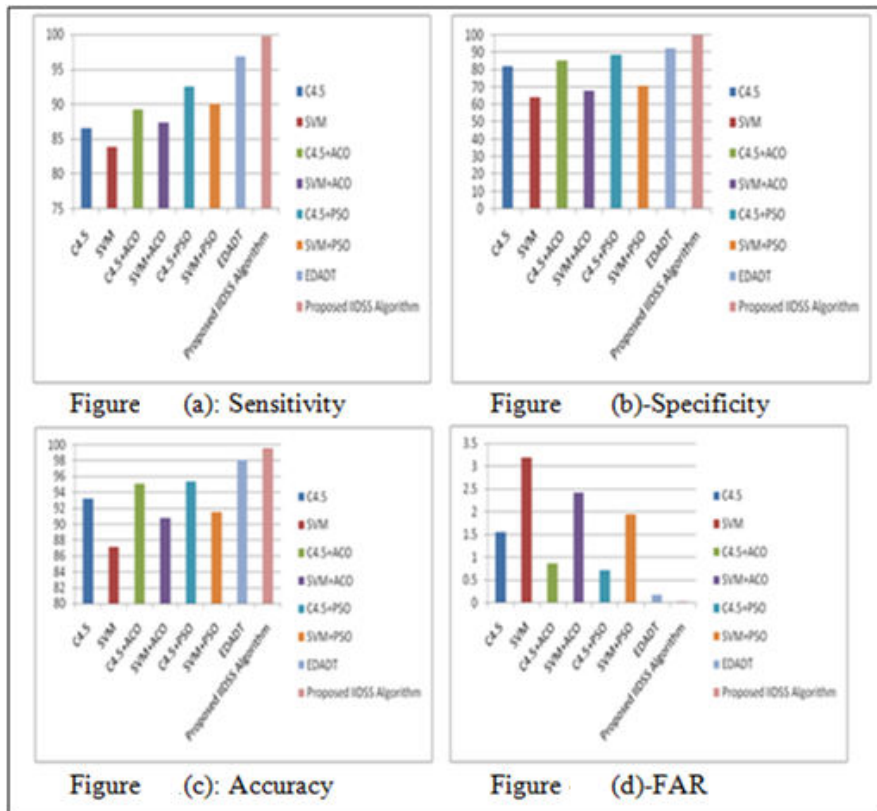 100
95
90
85
80
75
C4.5
SVM
C4.5+ACO
SVM+ACO
C4.5+PSO
SVM+PSO
EDADT
Proposed IIDSS Algorithm
C4.5
SVM
C4.5+ACO
SVM+ACO
C4.5+PSO
SVM+PSO
EDADT
Proposed IIDSS Algorithm
Figure (a): Sensitivity
100
90
80
70
60
50
40
30
20
10
0
C4.5
SVM
C4.5+ACO
SVM+ACO
C4.5+PSO
SVM+PSO
EDADT
Proposed IIDSS Algorithm
C4.5
SVM
C4.5+ACO
SVM+ACO
C4.5+PSO
SVM+PSO
EDADT
Proposed IIDSS Algorithm
Figure (b)-Specificity
100
98
96
94
92
90
88
86
84
82
80
C4.5
SVM
C4.5+ACO
SVM+ACO
C4.5+PSO
SVM+PSO
EDADT
Proposed IIDSS Algorithm
C4.5
SVM
C4.5+ACO
SVM+ACO
C4.5+PSO
SVM+PSO
EDADT
Proposed IIDSS Algorithm
Figure (c): Accuracy
3.5
3
2.5
2
1.5
1
0.5
0
C4.5
SVM
C4.5+ACO
SVM+ACO
C4.5+PSO
SVM+PSO
EDADT
Proposed IIDSS Algorithm
C4.5
SVM
C4.5+ACO
SVM+ACO
C4.5+PSO
SVM+PSO
EDADT
Proposed IIDSS Algorithm
Figure (d)-FAR